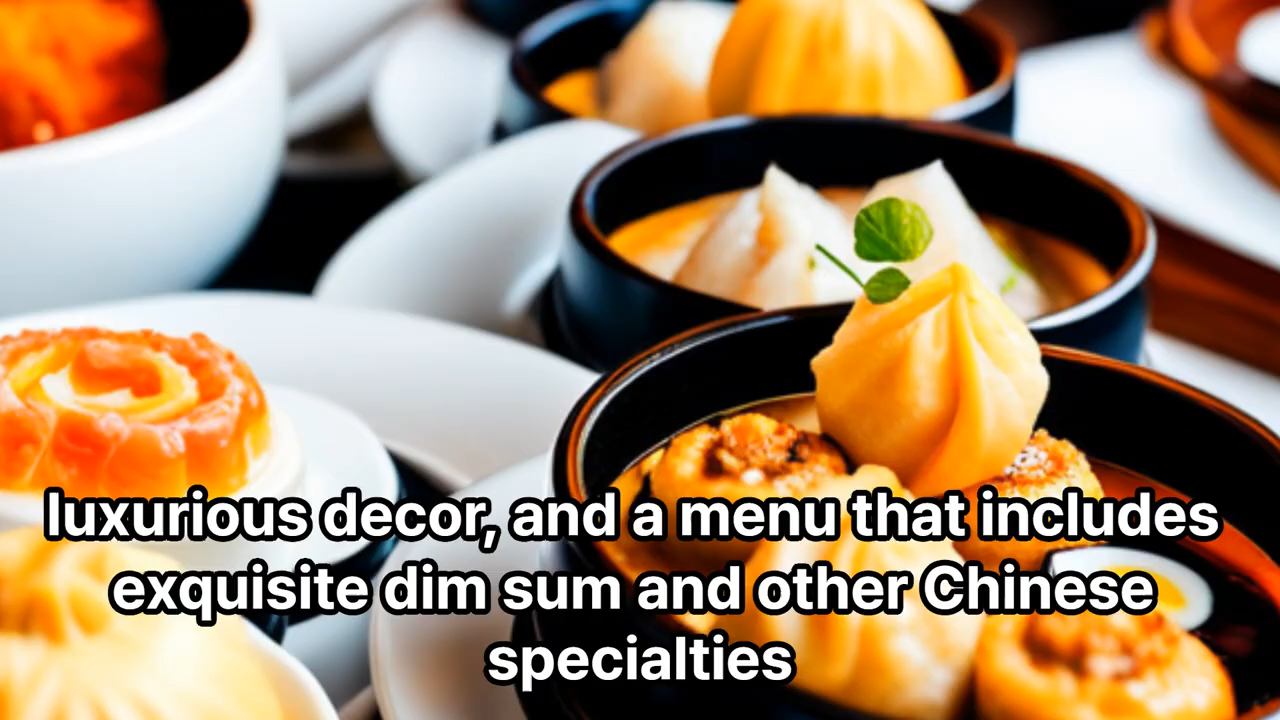 luxurious decor, and a menu that includes
exquisite dim sum and other Chinese
specialties